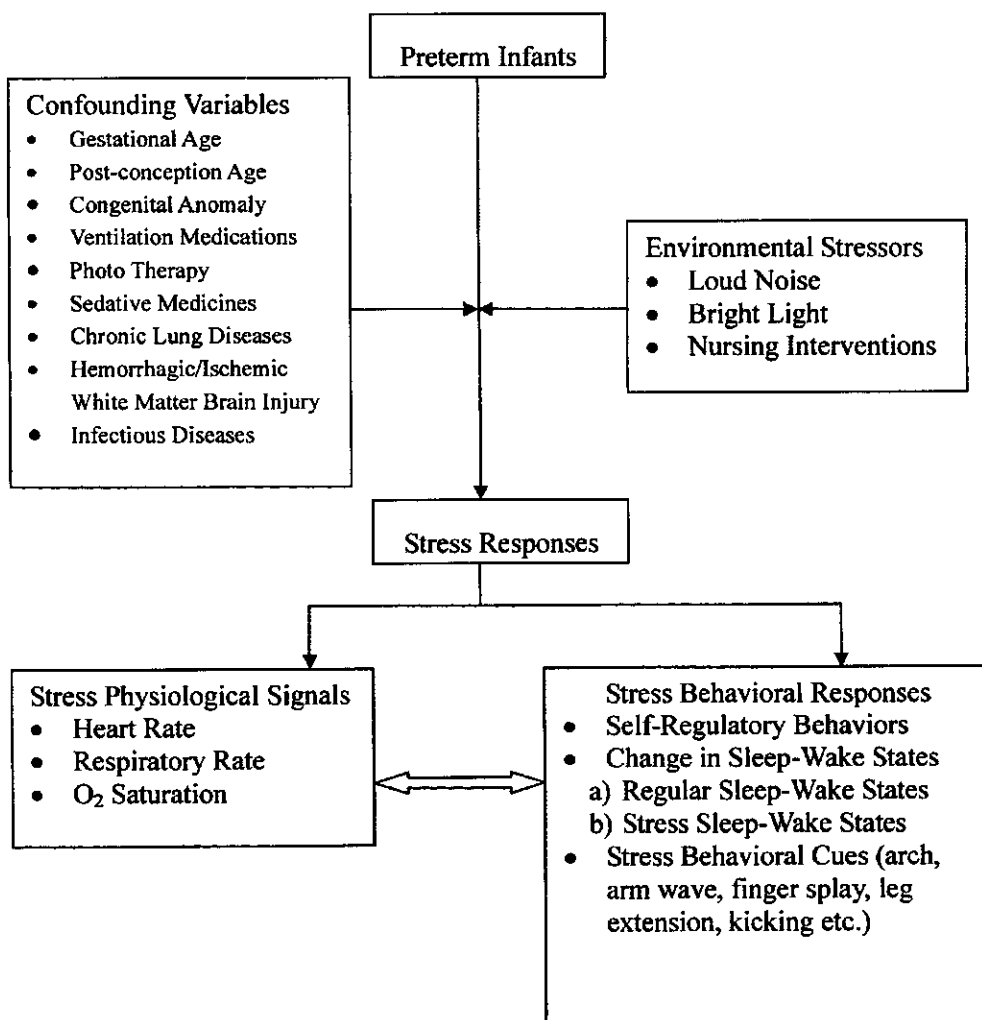 Preterm Infants
Confounding Variables
• Gestational Age
• Post-conception Age
• Congenital Anomaly
• Ventilation Medications
• Photo Therapy
• Sedative Medicines
• Chronic Lung Diseases
• Hemorrhagic/Ischemic
White Matter Brain Injury
• Infectious Diseases
Environmental Stressors
• Loud Noise
• Bright Light
• Nursing Interventions
Stress Responses
Stress Physiological Signals
• Heart Rate
• Respiratory Rate
• O₂ Saturation
Stress Behavioral Responses
• Self-Regulatory Behaviors
• Change in Sleep-Wake States
a) Regular Sleep-Wake States
b) Stress Sleep-Wake States
• Stress Behavioral Cues (arch,
arm wave, finger splay, leg
extension, kicking etc.)